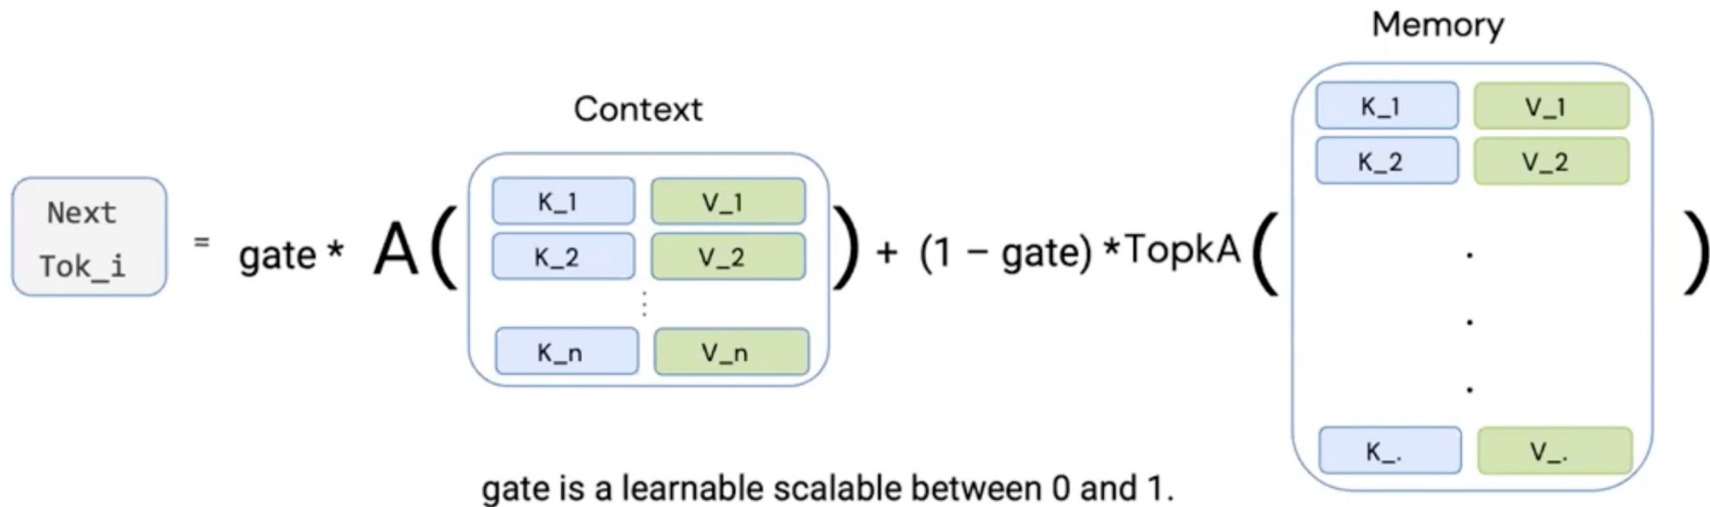 Memory
Context
K_1 V_1
K_2 V_2
K_n V_n
Next
Tok_i
= gate * A( ) + (1 – gate) *TopkA( )
K_1 V_1
K_2 V_2
.
.
.
K_. V_.
gate is a learnable scalable between 0 and 1.